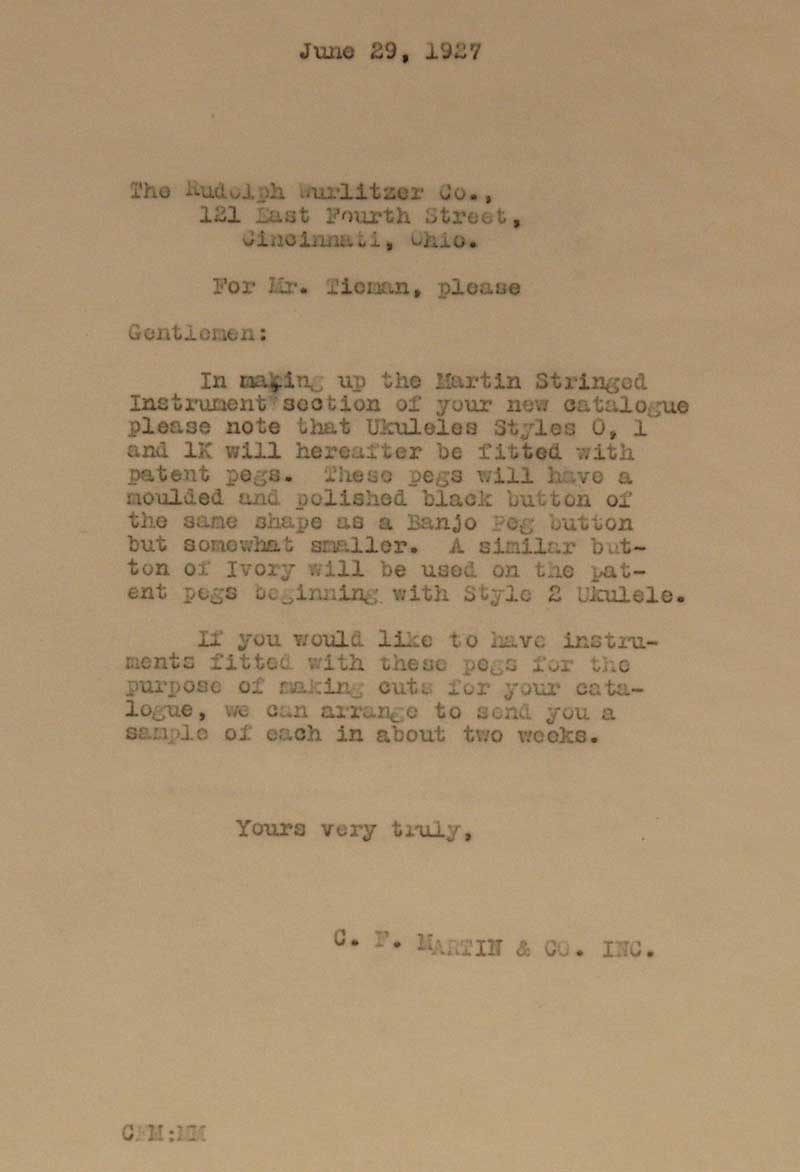 June 29, 1927
The Rudolph Wurlitzer Co.,
121 East Fourth Street,
Cincinnati, Ohio.
For Mr. Tieman, please
Gentlemen:
In making up the Martin Stringed
Instrument section of your new catalogue
please note that Ukuleles Styles 0, 1
and 1K will hereafter be fitted with
patent pegs. These pegs will have a
moulded and polished black button of
the same shape as a Banjo Peg button
but somewhat smaller. A similar but-
ton of Ivory will be used on the pat-
ent pegs beginning with Style 2 Ukulele.
If you would like to have instru-
ments fitted with these pegs for the
purpose of making cuts for your cata-
logue, we can arrange to send you a
sample of each in about two weeks.
Yours very truly,
C. F. MARTIN & CO. INC.
CFM:MM